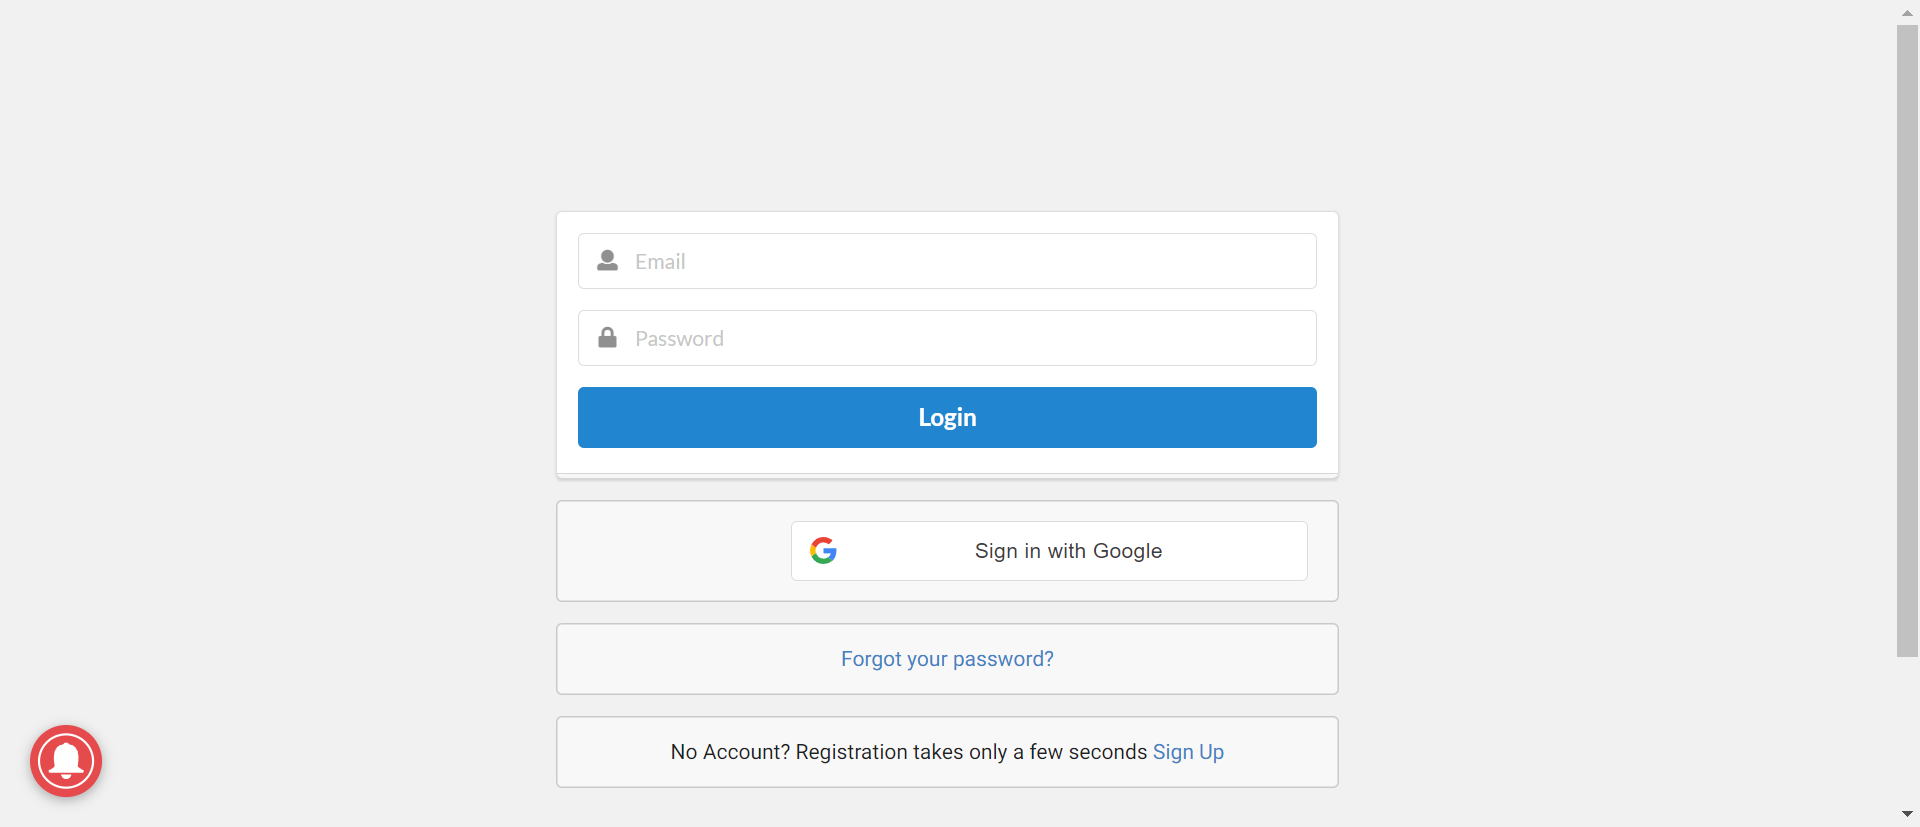 Email
Password
Login
Sign in with Google
Forgot your password?
No Account? Registration takes only a few seconds Sign Up